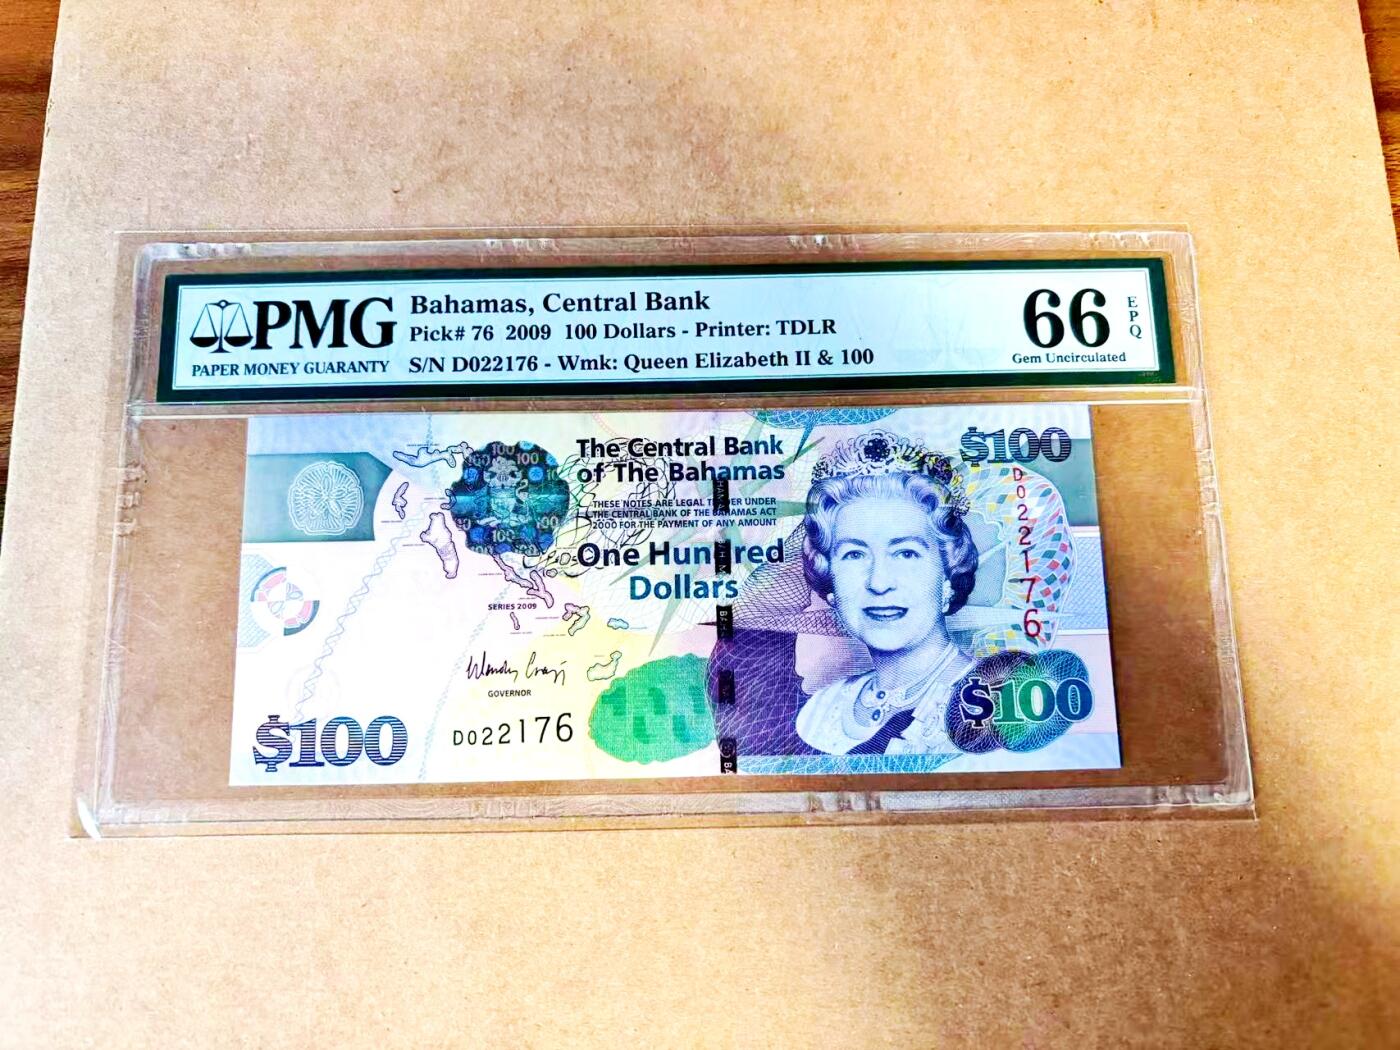 PMG
PAPER MONEY GUARANTY
Bahamas, Central Bank
Pick# 76 2009 100 Dollars - Printer: TDLR
S/N D022176 - Wmk: Queen Elizabeth II & 100
66
EPQ
Gem Uncirculated
The Central Bank
of The Bahamas
THESE NOTES ARE LEGAL TENDER UNDER
THE CENTRAL BANK OF THE BAHAMAS ACT
2000 FOR THE PAYMENT OF ANY AMOUNT
One Hundred
Dollars
$100
D022176
SERIES 2009
GOVERNOR
D022176
$100
$100